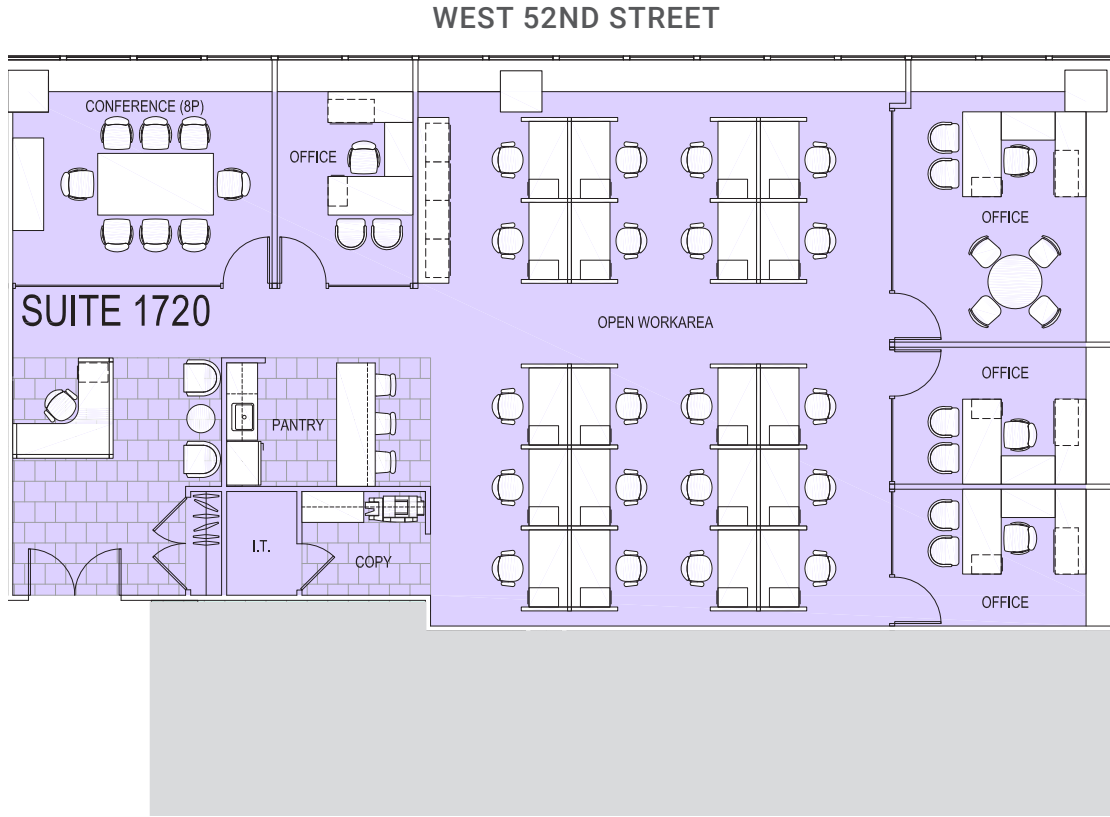 WEST 52ND STREET
CONFERENCE (8P)
OFFICE
OFFICE
SUITE 1720
OPEN WORKAREA
OFFICE
PANTRY
I.T.
COPY
OFFICE